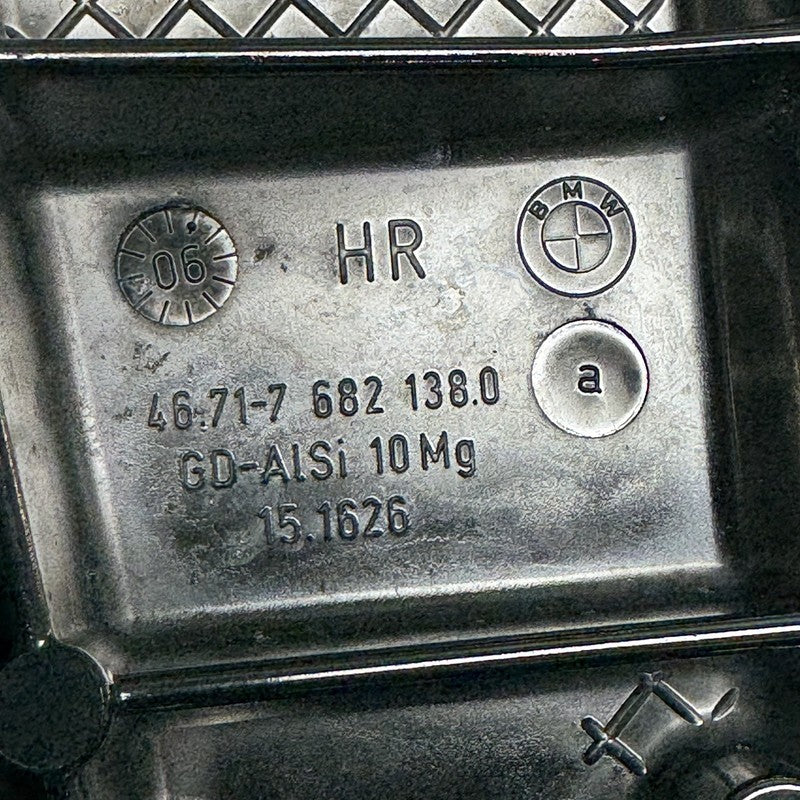 06
HR
BMW
a
46.71-7 682 138.0
GD-AlSi 10Mg
15.1626